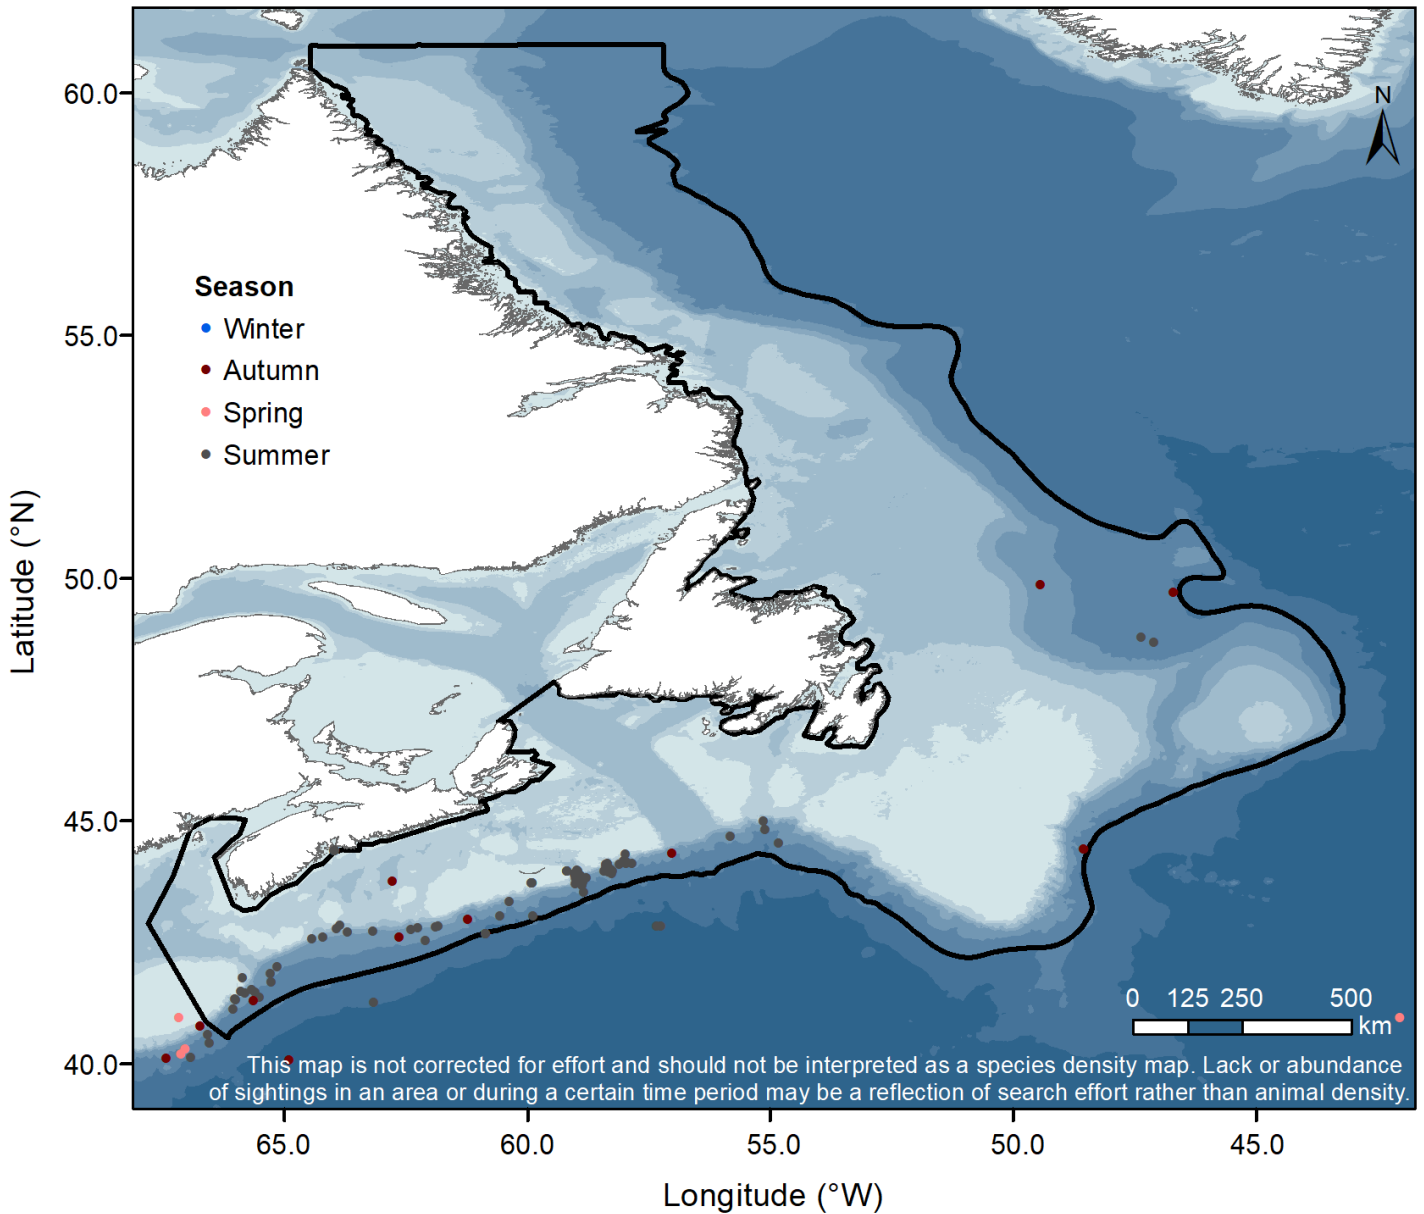 N
60.0
55.0
50.0
45.0
40.0
Latitude (°N)
Season
Winter
Autumn
Spring
Summer
0 125 250 500
km
This map is not corrected for effort and should not be interpreted as a species density map. Lack or abundance
of sightings in an area or during a certain time period may be a reflection of search effort rather than animal density.
65.0 60.0 55.0 50.0 45.0
Longitude (°W)